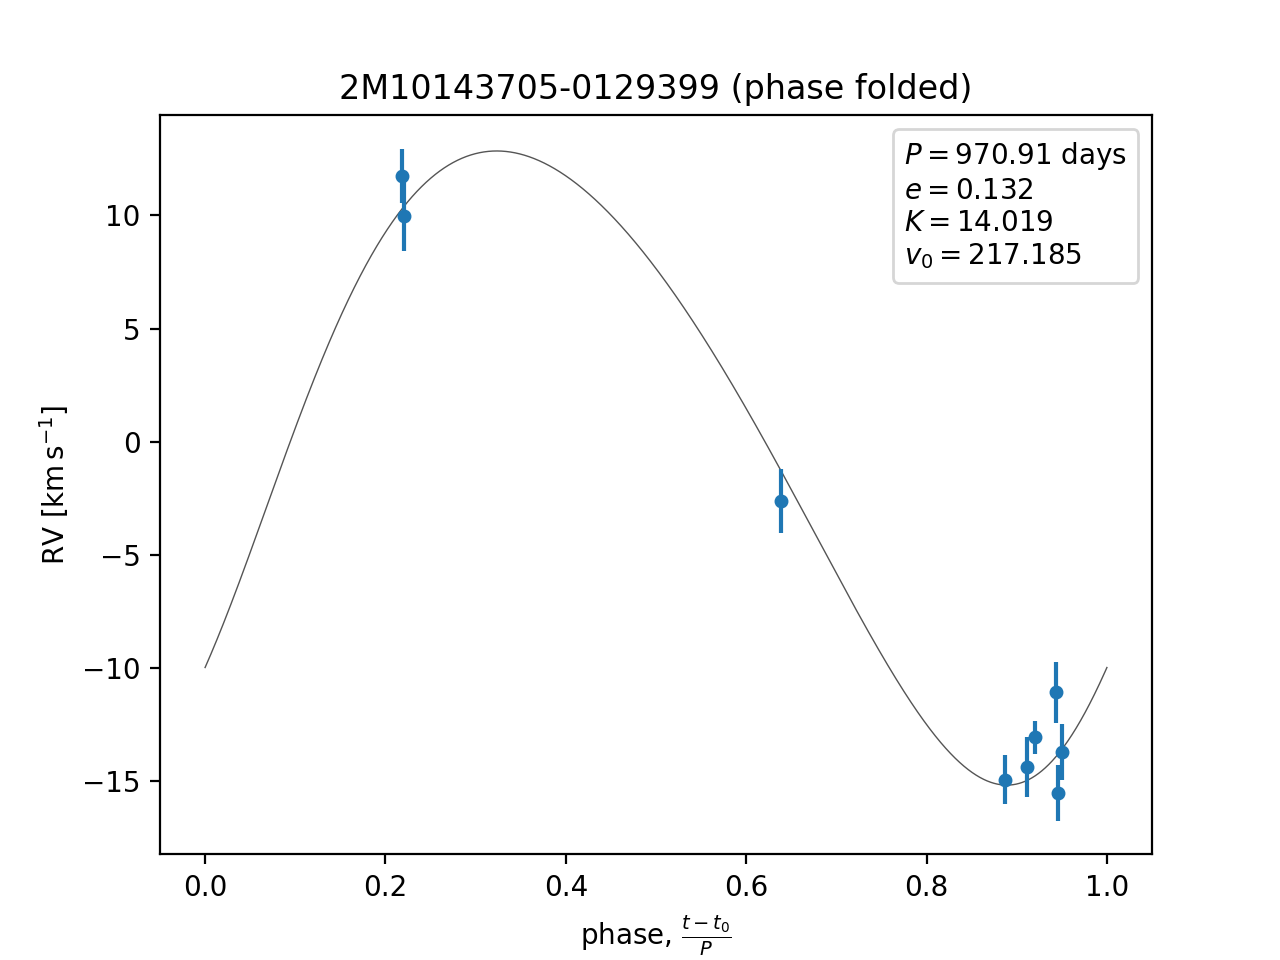 2M10143705-0129399 (phase folded)
P = 970.91 days
e = 0.132
K = 14.019
v₀ = 217.185
RV [km s⁻¹]
10
5
0
−5
−10
−15
0.0 0.2 0.4 0.6 0.8 1.0
phase, (t − t₀)/P